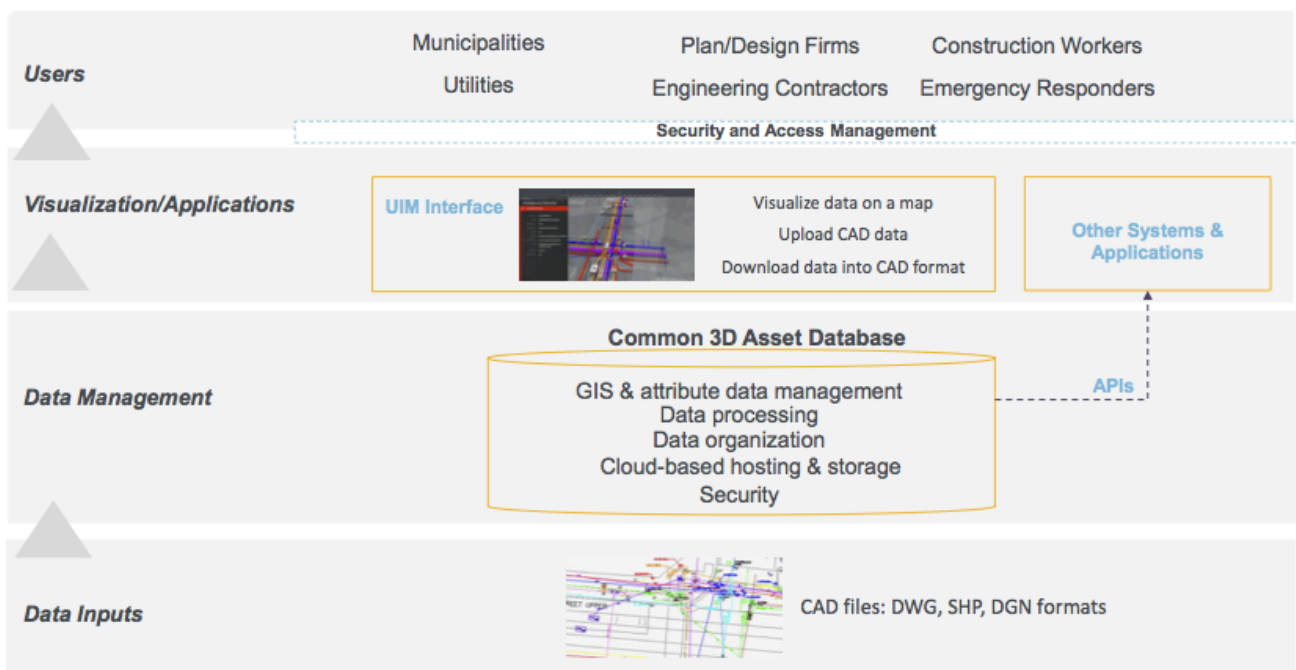 Users
Municipalities
Plan/Design Firms
Construction Workers
Utilities
Engineering Contractors
Emergency Responders
Security and Access Management
Visualization/Applications
UIM Interface
Visualize data on a map
Upload CAD data
Download data into CAD format
Other Systems &
Applications
Common 3D Asset Database
Data Management
GIS & attribute data management
Data processing
Data organization
Cloud-based hosting & storage
Security
APIs
Data Inputs
CAD files: DWG, SHP, DGN formats